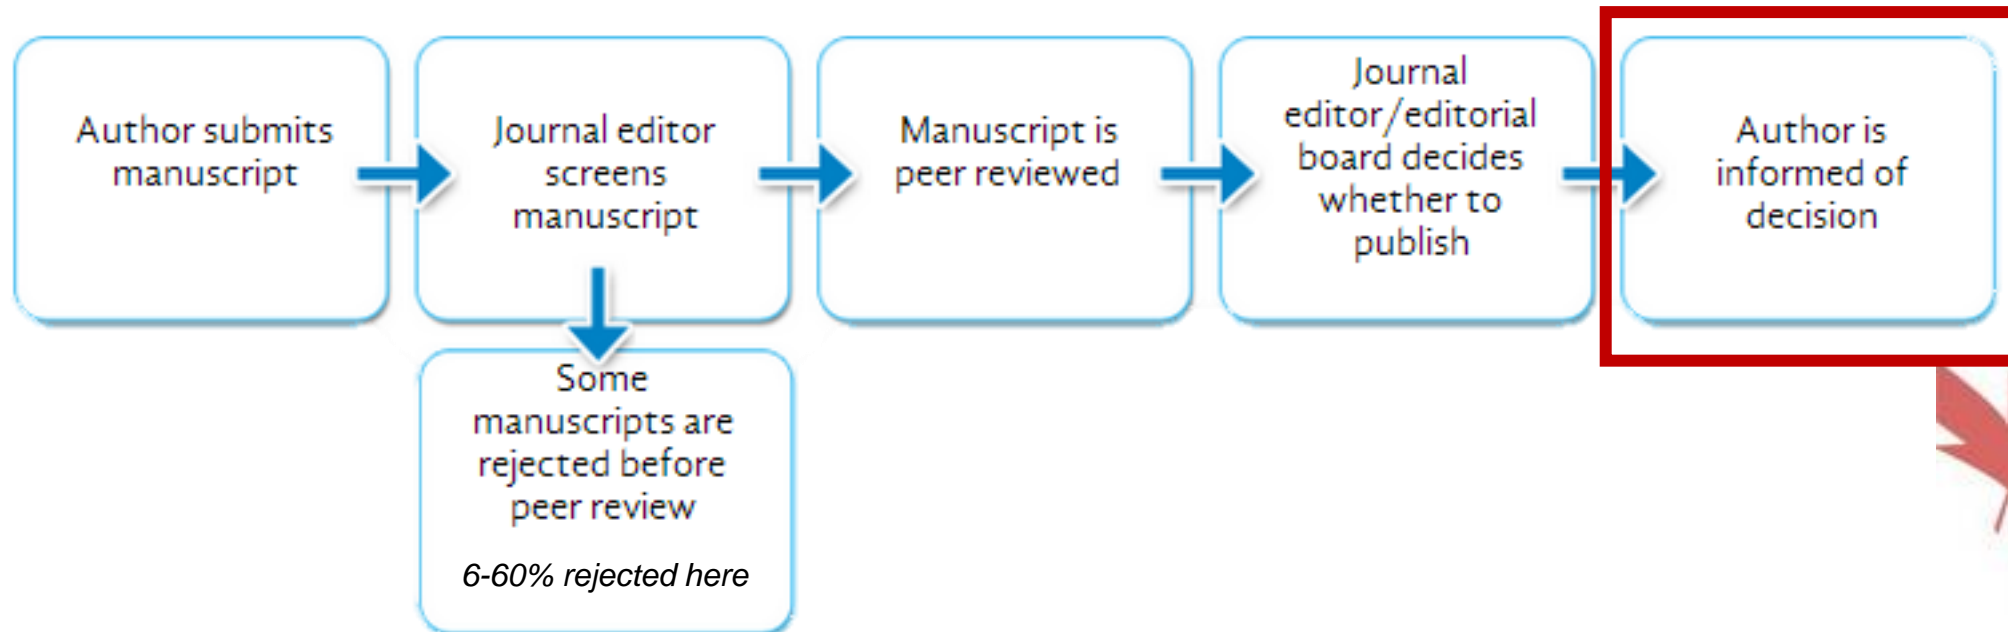 Author submits
manuscript
Journal editor
screens
manuscript
Manuscript is
peer reviewed
Journal
editor/editorial
board decides
whether to
publish
Author is
informed of
decision
Some
manuscripts are
rejected before
peer review
6-60% rejected here